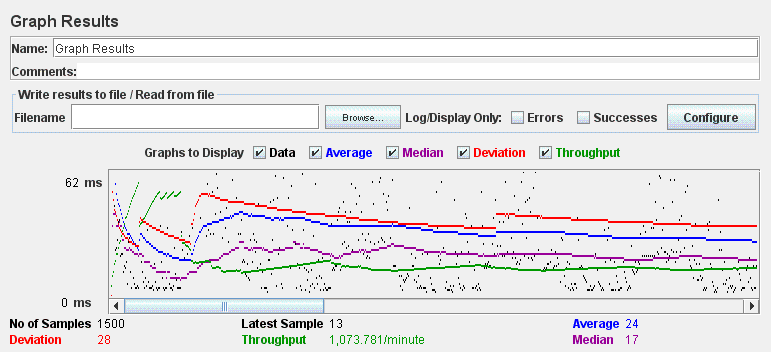 Graph Results
Name: Graph Results
Comments:
Write results to file / Read from file
Filename Browse... Log/Display Only: Errors Successes Configure
Graphs to Display Data Average Median Deviation Throughput
62 ms
0 ms
No of Samples 1500 Latest Sample 13 Average 24
Deviation 28 Throughput 1,073.781/minute Median 17